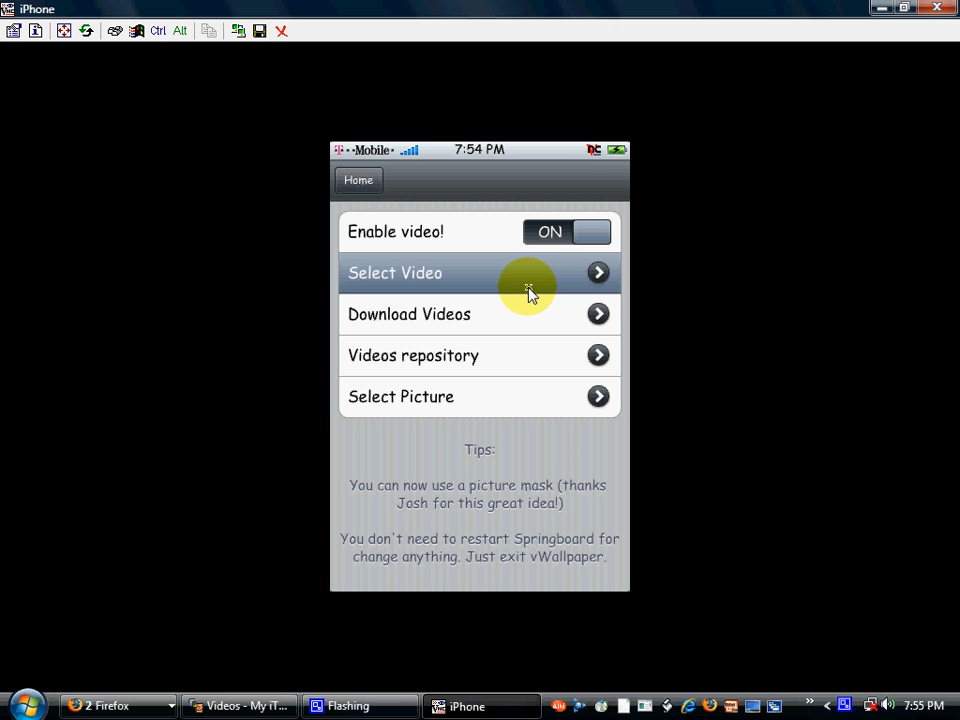 iPhone
Ctrl Alt
T··Mobile· 7:54 PM
Home
Enable video! ON
Select Video
Download Videos
Videos repository
Select Picture
Tips:
You can now use a picture mask (thanks
Josh for this great idea!)
You don't need to restart Springboard for
change anything. Just exit vWallpaper.
2 Firefox Videos - My iT... Flashing iPhone 7:55 PM